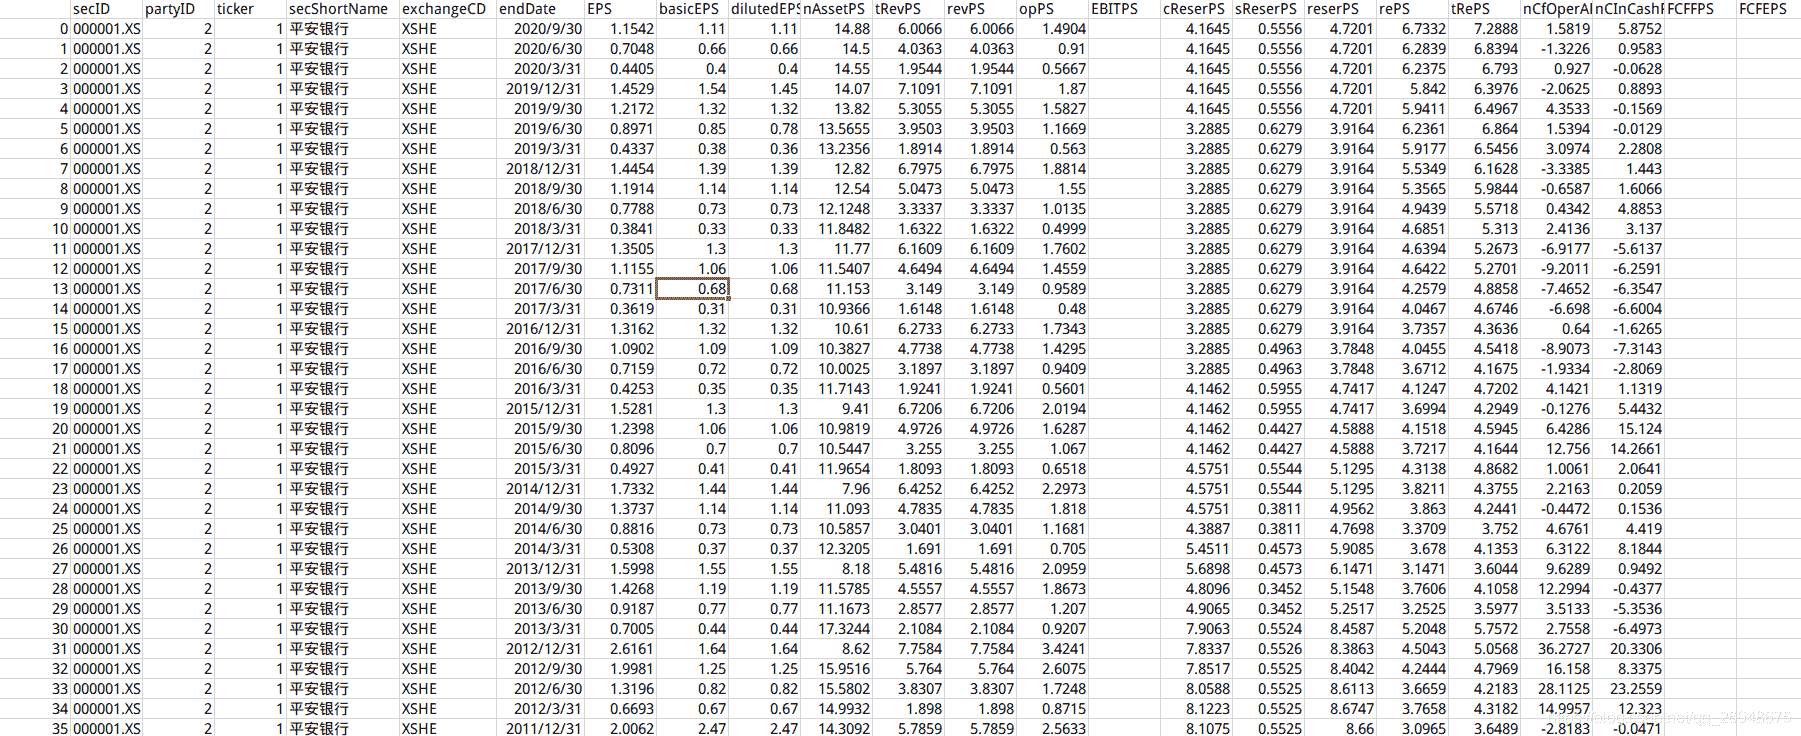 secID partyID ticker secShortName exchangeCD endDate EPS basicEPS dilutedEPS nAssetPS tRevPS revPS opPS EBITPS cReserPS sReserPS reserPS rePS tRePS nCfOperA nCInCashF FCFFPS FCFEPS
0 000001.XS 2 1 平安银行 XSHE 2020/9/30 1.1542 1.11 1.11 14.88 6.0066 6.0066 1.4904 4.1645 0.5556 4.7201 6.7332 7.2888 1.5819 5.8752
1 000001.XS 2 1 平安银行 XSHE 2020/6/30 0.7048 0.66 0.66 14.5 4.0363 4.0363 0.91 4.1645 0.5556 4.7201 6.2839 6.8394 -1.3226 0.9583
2 000001.XS 2 1 平安银行 XSHE 2020/3/31 0.4405 0.4 0.4 14.55 1.9544 1.9544 0.5667 4.1645 0.5556 4.7201 6.2375 6.793 0.927 -0.0628
3 000001.XS 2 1 平安银行 XSHE 2019/12/31 1.4529 1.54 1.45 14.07 7.1091 7.1091 1.87 4.1645 0.5556 4.7201 5.842 6.3976 -2.0625 0.8893
4 000001.XS 2 1 平安银行 XSHE 2019/9/30 1.2172 1.32 1.32 13.82 5.3055 5.3055 1.5827 4.1645 0.5556 4.7201 5.9411 6.4967 4.3533 -0.1569
5 000001.XS 2 1 平安银行 XSHE 2019/6/30 0.8971 0.85 0.78 13.5655 3.9503 3.9503 1.1669 3.2885 0.6279 3.9164 6.2361 6.864 1.5394 -0.0129
6 000001.XS 2 1 平安银行 XSHE 2019/3/31 0.4337 0.38 0.36 13.2356 1.8914 1.8914 0.563 3.2885 0.6279 3.9164 5.9177 6.5456 3.0974 2.2808
7 000001.XS 2 1 平安银行 XSHE 2018/12/31 1.4454 1.39 1.39 12.82 6.7975 6.7975 1.8814 3.2885 0.6279 3.9164 5.5349 6.1628 -3.3385 1.443
8 000001.XS 2 1 平安银行 XSHE 2018/9/30 1.1914 1.14 1.14 12.54 5.0473 5.0473 1.55 3.2885 0.6279 3.9164 5.3565 5.9844 -0.6587 1.6066
9 000001.XS 2 1 平安银行 XSHE 2018/6/30 0.7788 0.73 0.73 12.1248 3.3337 3.3337 1.0135 3.2885 0.6279 3.9164 4.9439 5.5718 0.4342 4.8853
10 000001.XS 2 1 平安银行 XSHE 2018/3/31 0.3841 0.33 0.33 11.8482 1.6322 1.6322 0.4999 3.2885 0.6279 3.9164 4.6851 5.313 2.4136 3.137
11 000001.XS 2 1 平安银行 XSHE 2017/12/31 1.3505 1.3 1.3 11.77 6.1609 6.1609 1.7602 3.2885 0.6279 3.9164 4.6394 5.2673 -6.9177 -5.6137
12 000001.XS 2 1 平安银行 XSHE 2017/9/30 1.1155 1.06 1.06 11.5407 4.6494 4.6494 1.4559 3.2885 0.6279 3.9164 4.6422 5.2701 -9.2011 -6.2591
13 000001.XS 2 1 平安银行 XSHE 2017/6/30 0.7311 0.68 0.68 11.153 3.149 3.149 0.9589 3.2885 0.6279 3.9164 4.2579 4.8858 -7.4652 -6.3547
14 000001.XS 2 1 平安银行 XSHE 2017/3/31 0.3619 0.31 0.31 10.9366 1.6148 1.6148 0.48 3.2885 0.6279 3.9164 4.0467 4.6746 -6.698 -6.6004
15 000001.XS 2 1 平安银行 XSHE 2016/12/31 1.3162 1.32 1.32 10.61 6.2733 6.2733 1.7343 3.2885 0.6279 3.9164 3.7357 4.3636 0.64 -1.6265
16 000001.XS 2 1 平安银行 XSHE 2016/9/30 1.0902 1.09 1.09 10.3827 4.7738 4.7738 1.4295 3.2885 0.4963 3.7848 4.0455 4.5418 -8.9073 -7.3143
17 000001.XS 2 1 平安银行 XSHE 2016/6/30 0.7159 0.72 0.72 10.0025 3.1897 3.1897 0.9409 3.2885 0.4963 3.7848 3.6712 4.1675 -1.9334 -2.8069
18 000001.XS 2 1 平安银行 XSHE 2016/3/31 0.4253 0.35 0.35 11.7143 1.9241 1.9241 0.5601 4.1462 0.5955 4.7417 4.1247 4.7202 4.1421 1.1319
19 000001.XS 2 1 平安银行 XSHE 2015/12/31 1.5281 1.3 1.3 9.41 6.7206 6.7206 2.0194 4.1462 0.5955 4.7417 3.6994 4.2949 -0.1276 5.4432
20 000001.XS 2 1 平安银行 XSHE 2015/9/30 1.2398 1.06 1.06 10.9819 4.9726 4.9726 1.6287 4.1462 0.4427 4.5888 4.1518 4.5945 6.4286 15.124
21 000001.XS 2 1 平安银行 XSHE 2015/6/30 0.8096 0.7 0.7 10.5447 3.255 3.255 1.067 4.1462 0.4427 4.5888 3.7217 4.1644 12.756 14.2661
22 000001.XS 2 1 平安银行 XSHE 2015/3/31 0.4927 0.41 0.41 11.9654 1.8093 1.8093 0.6518 4.5751 0.5544 5.1295 4.3138 4.8682 1.0061 2.0641
23 000001.XS 2 1 平安银行 XSHE 2014/12/31 1.7332 1.44 1.44 7.96 6.4252 6.4252 2.2973 4.5751 0.5544 5.1295 3.8211 4.3755 2.2163 0.2059
24 000001.XS 2 1 平安银行 XSHE 2014/9/30 1.3737 1.14 1.14 11.093 4.7835 4.7835 1.818 4.5751 0.3811 4.9562 3.863 4.2441 -0.4472 0.1536
25 000001.XS 2 1 平安银行 XSHE 2014/6/30 0.8816 0.73 0.73 10.5857 3.0401 3.0401 1.1681 4.3887 0.3811 4.7698 3.3709 3.752 4.6761 4.419
26 000001.XS 2 1 平安银行 XSHE 2014/3/31 0.5308 0.37 0.37 12.3205 1.691 1.691 0.705 5.4511 0.4573 5.9085 3.678 4.1353 6.3122 8.1844
27 000001.XS 2 1 平安银行 XSHE 2013/12/31 1.5998 1.55 1.55 8.18 5.4816 5.4816 2.0959 5.6898 0.4573 6.1471 3.1471 3.6044 9.6289 0.9492
28 000001.XS 2 1 平安银行 XSHE 2013/9/30 1.4268 1.19 1.19 11.5785 4.5557 4.5557 1.8673 4.8096 0.3452 5.1548 3.7606 4.1058 12.2994 -0.4377
29 000001.XS 2 1 平安银行 XSHE 2013/6/30 0.9187 0.77 0.77 11.1673 2.8577 2.8577 1.207 4.9065 0.3452 5.2517 3.2525 3.5977 3.5133 -5.3536
30 000001.XS 2 1 平安银行 XSHE 2013/3/31 0.7005 0.44 0.44 17.3244 2.1084 2.1084 0.9207 7.9063 0.5524 8.4587 5.2048 5.7572 2.7558 -6.4973
31 000001.XS 2 1 平安银行 XSHE 2012/12/31 2.6161 1.64 1.64 8.62 7.7584 7.7584 3.4241 7.8337 0.5526 8.3863 4.5043 5.0568 36.2727 20.3306
32 000001.XS 2 1 平安银行 XSHE 2012/9/30 1.9981 1.25 1.25 15.9516 5.764 5.764 2.6075 7.8517 0.5525 8.4042 4.2444 4.7969 16.158 8.3375
33 000001.XS 2 1 平安银行 XSHE 2012/6/30 1.3196 0.82 0.82 15.5802 3.8307 3.8307 1.7248 8.0588 0.5525 8.6113 3.6659 4.2183 28.1125 23.2559
34 000001.XS 2 1 平安银行 XSHE 2012/3/31 0.6693 0.67 0.67 14.9932 1.898 1.898 0.8715 8.1223 0.5525 8.6747 3.7658 4.3182 14.9957 12.323
35 000001.XS 2 1 平安银行 XSHE 2011/12/31 2.0062 2.47 2.47 14.3092 5.7859 5.7859 2.5633 8.1075 0.5525 8.66 3.0965 3.6489 -2.8183 -0.0471